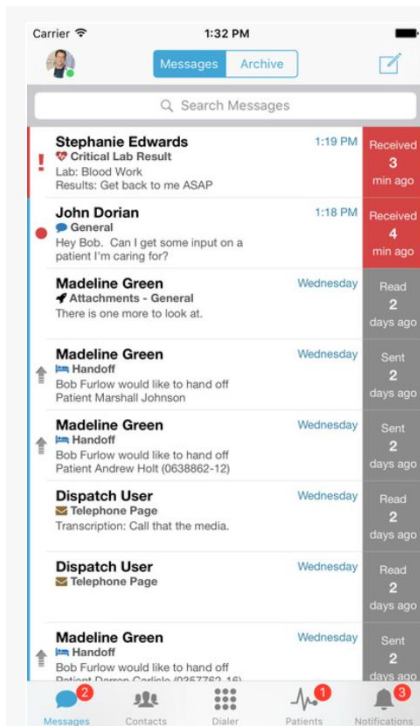 Carrier 1:32 PM
Messages Archive
Search Messages
Stephanie Edwards 1:19 PM
Critical Lab Result
Lab: Blood Work
Results: Get back to me ASAP
Received
3
min ago
John Dorian 1:18 PM
General
Hey Bob. Can I get some input on a
patient I'm caring for?
Received
4
min ago
Madeline Green Wednesday
Attachments - General
There is one more to look at.
Read
2
days ago
Madeline Green Wednesday
Handoff
Bob Furlow would like to hand off
Patient Marshall Johnson
Sent
2
days ago
Madeline Green Wednesday
Handoff
Bob Furlow would like to hand off
Patient Andrew Holt (0638862-12)
Sent
2
days ago
Dispatch User Wednesday
Telephone Page
Transcription: Call that the media.
Read
2
days ago
Dispatch User Wednesday
Telephone Page
Read
2
days ago
Madeline Green Wednesday
Handoff
Bob Furlow would like to hand off
Patient Darren Carlisle (0357762-16)
Sent
2
days ago
2 1 3
Messages Contacts Dialer Patients Notifications